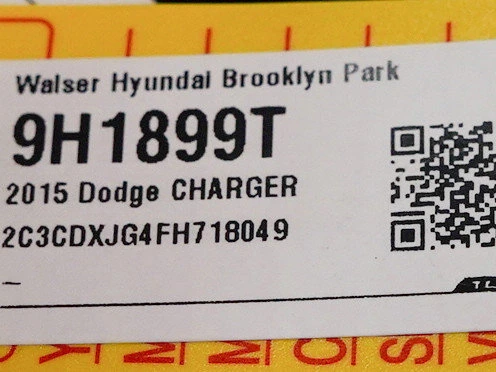 Walser Hyundai Brooklyn Park
9H1899T
2015 Dodge CHARGER
2C3CDXJG4FH718049
–
Y M M C S